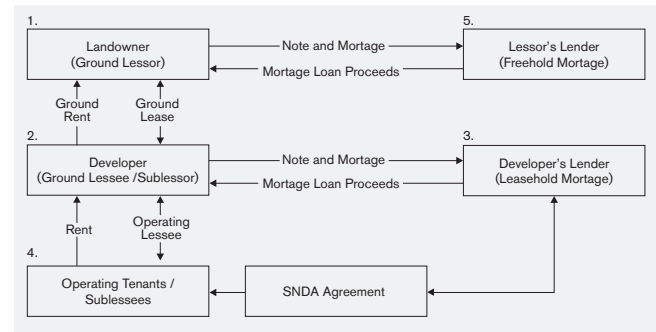 1.
Landowner
(Ground Lessor)
Note and Mortage
Mortage Loan Proceeds
5.
Lessor's Lender
(Freehold Mortage)
Ground
Rent
Ground
Lease
2.
Developer
(Ground Lessee /Sublessor)
Note and Mortage
Mortage Loan Proceeds
3.
Developer's Lender
(Leasehold Mortage)
Rent
Operating
Lessee
4.
Operating Tenants /
Sublessees
SNDA Agreement